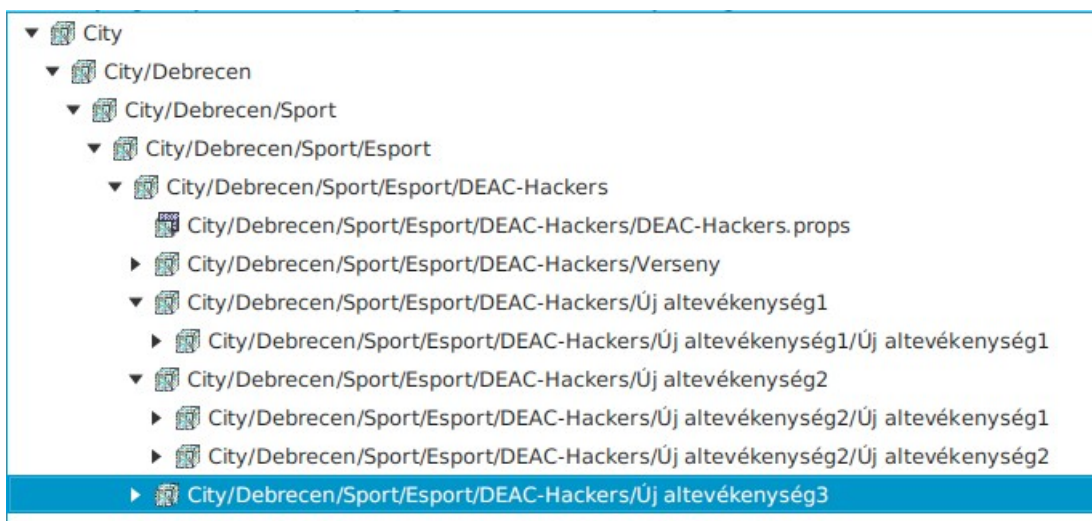 City
City/Debrecen
City/Debrecen/Sport
City/Debrecen/Sport/Esport
City/Debrecen/Sport/Esport/DEAC-Hackers
City/Debrecen/Sport/Esport/DEAC-Hackers/DEAC-Hackers.props
City/Debrecen/Sport/Esport/DEAC-Hackers/Verseny
City/Debrecen/Sport/Esport/DEAC-Hackers/Új altevékenység1
City/Debrecen/Sport/Esport/DEAC-Hackers/Új altevékenység1/Új altevékenység1
City/Debrecen/Sport/Esport/DEAC-Hackers/Új altevékenység2
City/Debrecen/Sport/Esport/DEAC-Hackers/Új altevékenység2/Új altevékenység1
City/Debrecen/Sport/Esport/DEAC-Hackers/Új altevékenység2/Új altevékenység2
City/Debrecen/Sport/Esport/DEAC-Hackers/Új altevékenység3